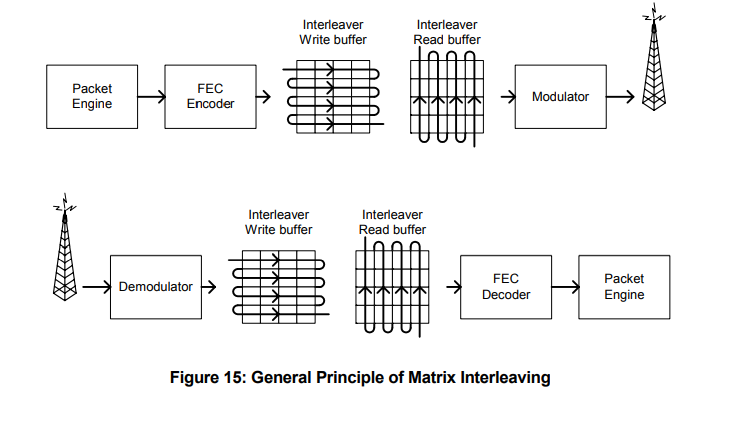 Interleaver
Write buffer
Interleaver
Read buffer
Packet
Engine
FEC
Encoder
Modulator
Interleaver
Write buffer
Interleaver
Read buffer
Demodulator
FEC
Decoder
Packet
Engine
Figure 15: General Principle of Matrix Interleaving